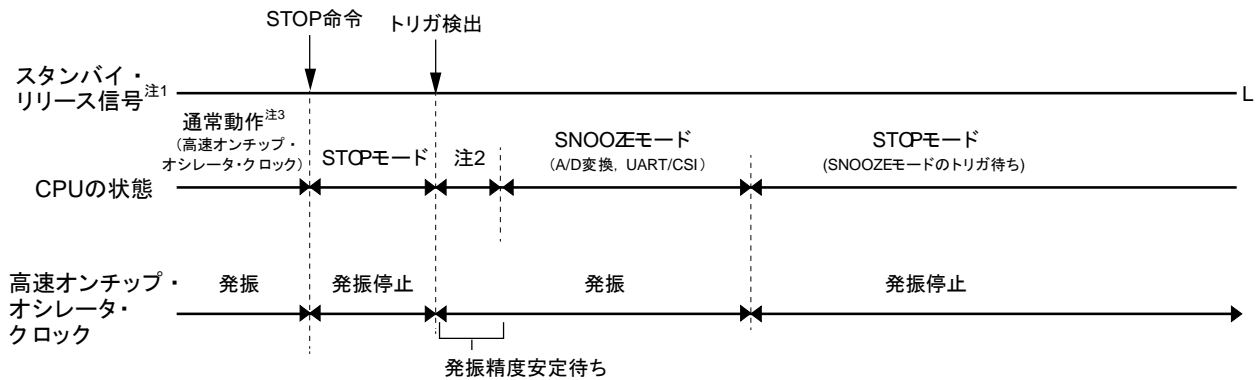 STOP命令
トリガ検出
スタンバイ・
リリース信号注1
L
通常動作注3
(高速オンチップ・
オシレータ・クロック)
STOPモード
注2
SNOOZEモード
(A/D変換, UART/CSI)
STOPモード
(SNOOZEモードのトリガ待ち)
CPUの状態
高速オンチップ・
オシレータ・
クロック
発振
発振停止
発振
発振停止
発振精度安定待ち